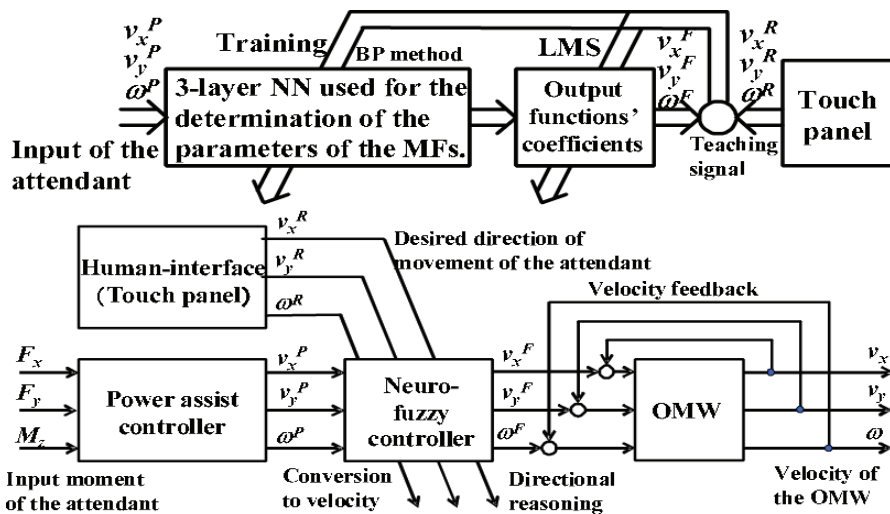 v_x^P
v_y^P
ω^P
Training
BP method
LMS
v_x^F
v_y^F
ω^F
v_x^R
v_y^R
ω^R
3-layer NN used for the
determination of the
parameters of the MFs.
Output
functions'
coefficients
Touch
panel
Input of the
attendant
Teaching
signal
Human-interface
(Touch panel)
v_x^R
v_y^R
ω^R
Desired direction of
movement of the attendant
Velocity feedback
F_x
F_y
M_z
Power assist
controller
v_x^P
v_y^P
ω^P
Neuro-
fuzzy
controller
v_x^F
v_y^F
ω^F
OMW
v_x
v_y
ω
Input moment
of the attendant
Conversion
to velocity
Directional
reasoning
Velocity of
the OMW